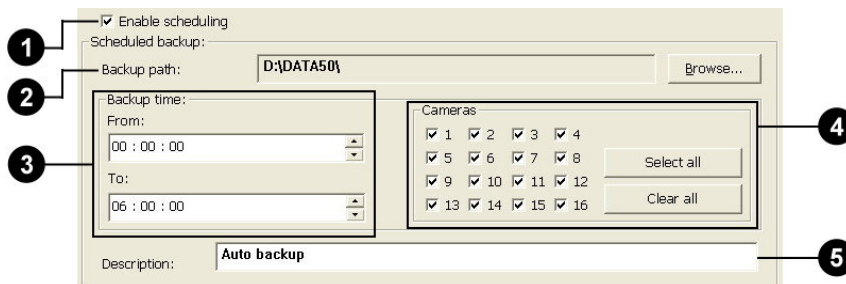 Enable scheduling
1
Scheduled backup:
2
Backup path:
D:\DATA50\
Browse...
3
Backup time:
From:
00 : 00 : 00
To:
06 : 00 : 00
4
Cameras
1 2 3 4
5 6 7 8
9 10 11 12
13 14 15 16
Select all
Clear all
Description:
Auto backup
5